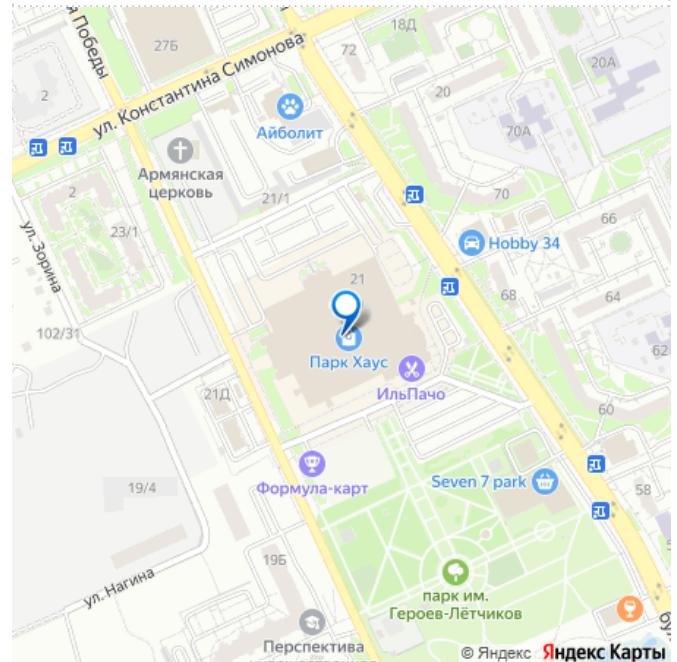 я Победы
27Б
18Д
72
20А
2
ул. Константина Симонова
20
70А
Айболит
Армянская
церковь
21/1
70
2
23/1
ул. Зорина
66
Hobby 34
21
68
64
102/31
62
Парк Хаус
ИльПачо
21Д
60
Формула-карт
Seven 7 park
19/4
58
19Б
ул. Нагина
парк им.
Героев-Лётчиков
бу
Перспектива
© Яндекс Яндекс Карты